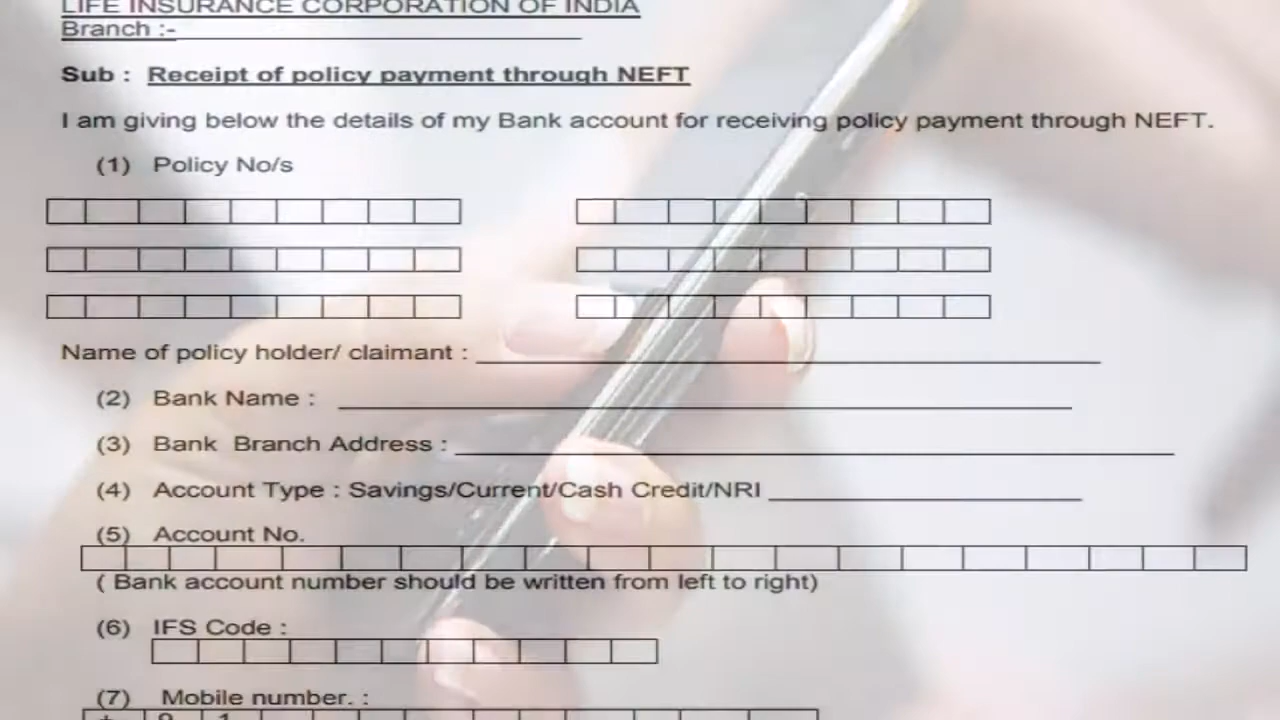 LIFE INSURANCE CORPORATION OF INDIA
Branch :-
Sub : Receipt of policy payment through NEFT
I am giving below the details of my Bank account for receiving policy payment through NEFT.
(1) Policy No/s
Name of policy holder/ claimant :
(2) Bank Name :
(3) Bank Branch Address :
(4) Account Type : Savings/Current/Cash Credit/NRI
(5) Account No.
( Bank account number should be written from left to right)
(6) IFS Code :
(7) Mobile number. :
+ 9 1